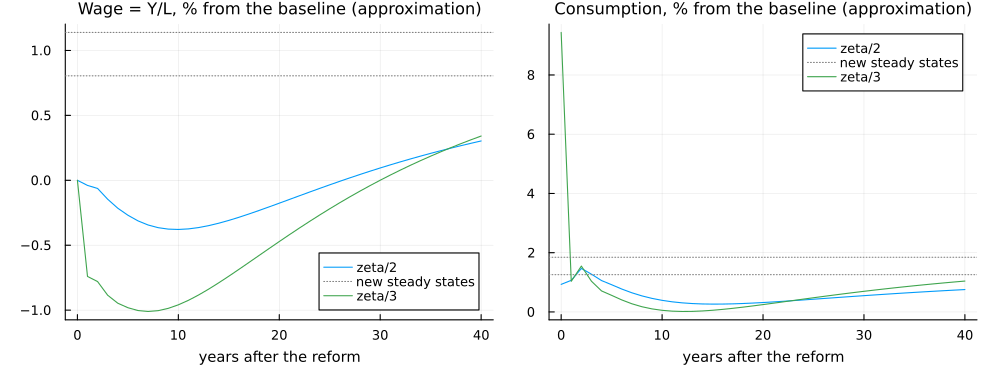 Wage = Y/L, % from the baseline (approximation)
1.0
0.5
0.0
−0.5
−1.0
zeta/2
new steady states
zeta/3
0
10
20
30
40
years after the reform
Consumption, % from the baseline (approximation)
8
6
4
2
0
zeta/2
new steady states
zeta/3
0
10
20
30
40
years after the reform